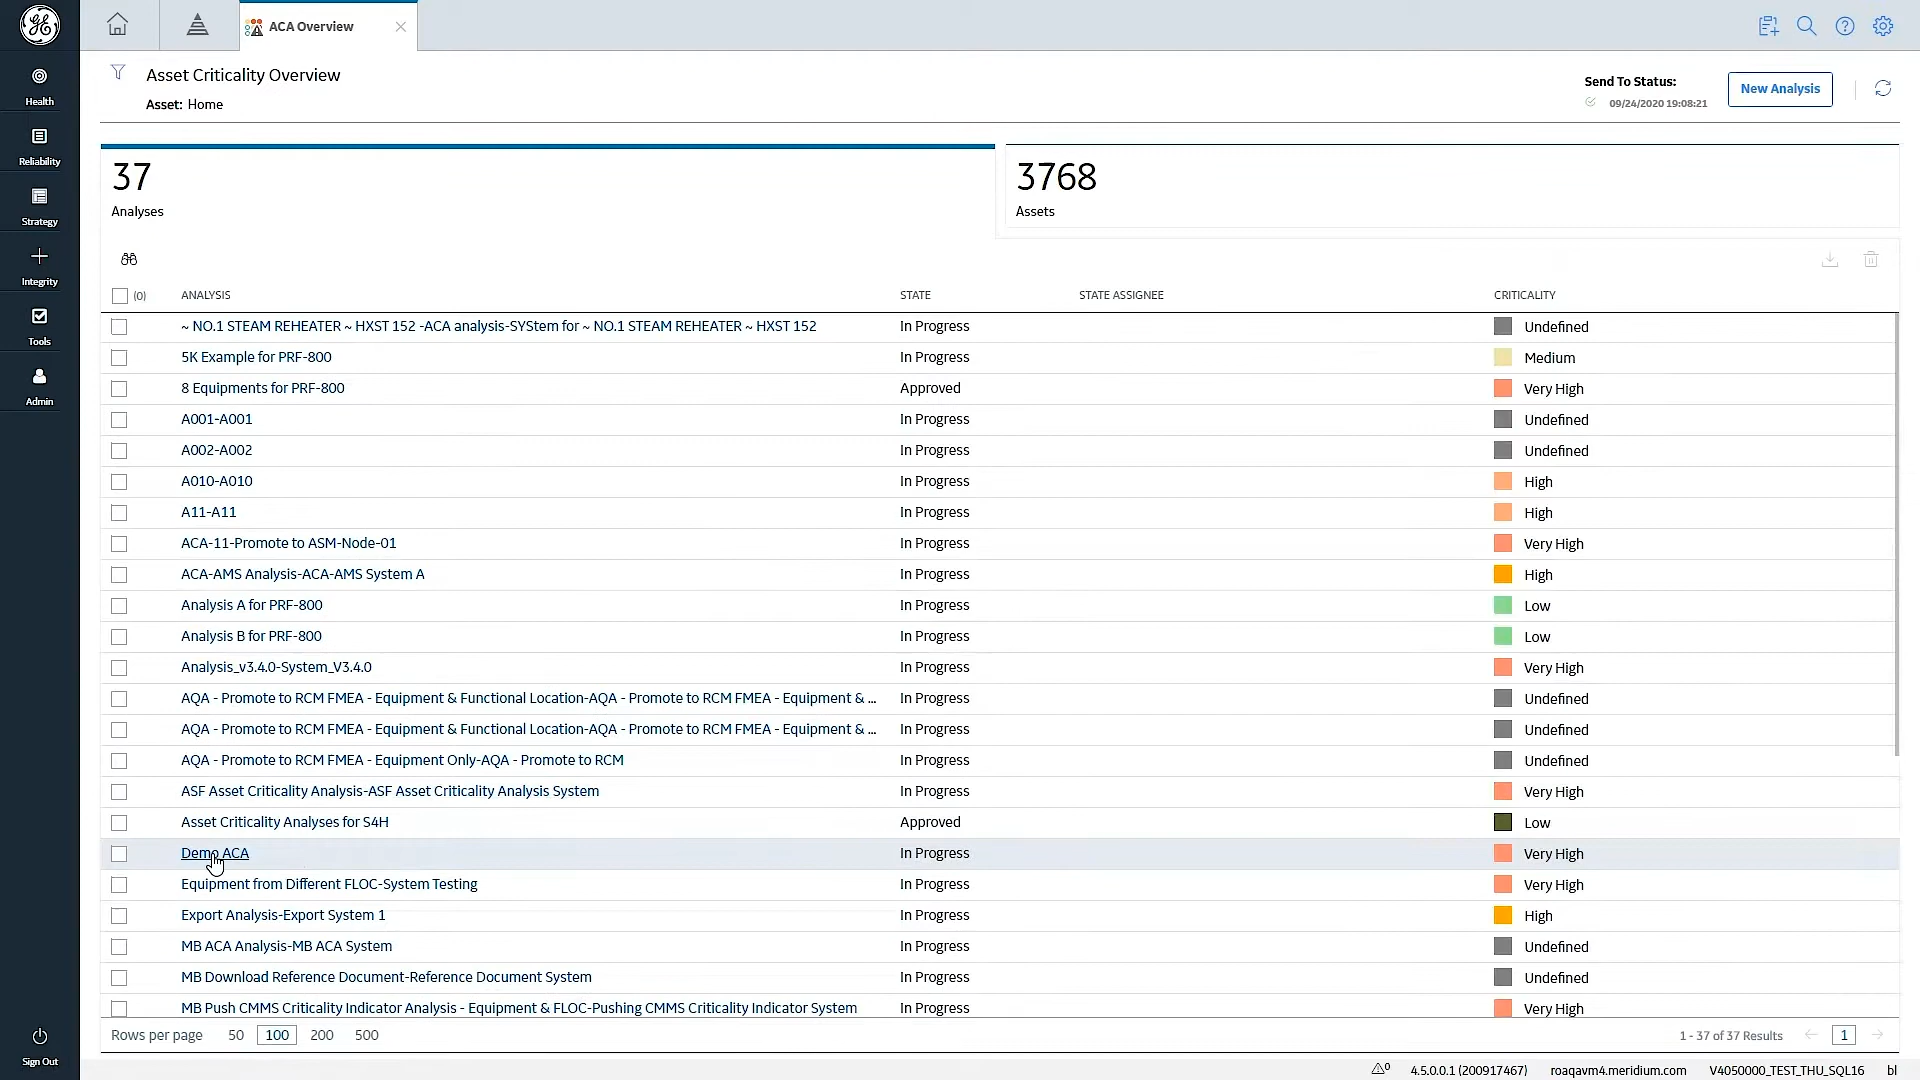 ACA Overview
Health
Reliability
Strategy
Integrity
Tools
Admin
Sign Out
Asset Criticality Overview
Asset: Home
Send To Status:
09/24/2020 19:08:21
New Analysis
37
Analyses
3768
Assets
(0) ANALYSIS STATE STATE ASSIGNEE CRITICALITY
~ NO.1 STEAM REHEATER ~ HXST 152 -ACA analysis-SYStem for ~ NO.1 STEAM REHEATER ~ HXST 152 In Progress Undefined
5K Example for PRF-800 In Progress Medium
8 Equipments for PRF-800 Approved Very High
A001-A001 In Progress Undefined
A002-A002 In Progress Undefined
A010-A010 In Progress High
A11-A11 In Progress High
ACA-11-Promote to ASM-Node-01 In Progress Very High
ACA-AMS Analysis-ACA-AMS System A In Progress High
Analysis A for PRF-800 In Progress Low
Analysis B for PRF-800 In Progress Low
Analysis_v3.4.0-System_V3.4.0 In Progress Very High
AQA - Promote to RCM FMEA - Equipment & Functional Location-AQA - Promote to RCM FMEA - Equipment & ... In Progress Undefined
AQA - Promote to RCM FMEA - Equipment & Functional Location-AQA - Promote to RCM FMEA - Equipment & ... In Progress Undefined
AQA - Promote to RCM FMEA - Equipment Only-AQA - Promote to RCM In Progress Undefined
ASF Asset Criticality Analysis-ASF Asset Criticality Analysis System In Progress Very High
Asset Criticality Analyses for S4H Approved Low
Demo ACA In Progress Very High
Equipment from Different FLOC-System Testing In Progress Very High
Export Analysis-Export System 1 In Progress High
MB ACA Analysis-MB ACA System In Progress Undefined
MB Download Reference Document-Reference Document System In Progress Undefined
MB Push CMMS Criticality Indicator Analysis - Equipment & FLOC-Pushing CMMS Criticality Indicator System In Progress Very High
Rows per page 50 100 200 500 1 - 37 of 37 Results 1
0 4.5.0.0.1 (200917467) roaqavm4.meridium.com V4050000_TEST_THU_SQL16 bl